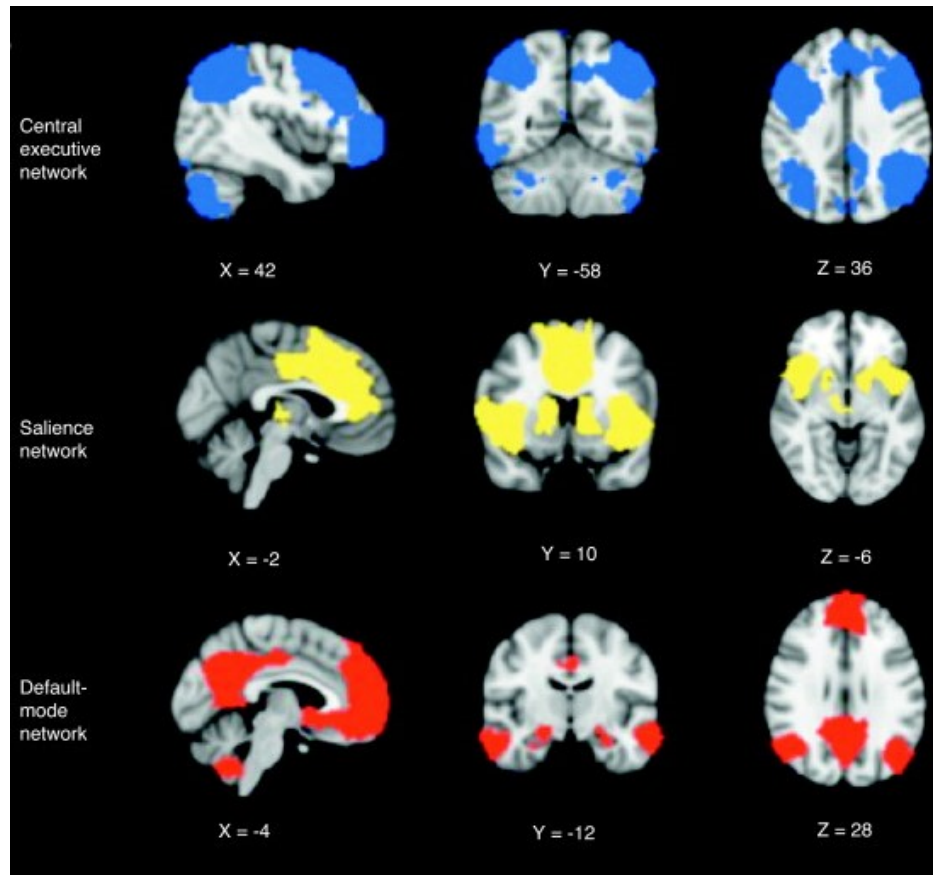 Central
executive
network
X = 42
Y = -58
Z = 36
Salience
network
X = -2
Y = 10
Z = -6
Default-
mode
network
X = -4
Y = -12
Z = 28